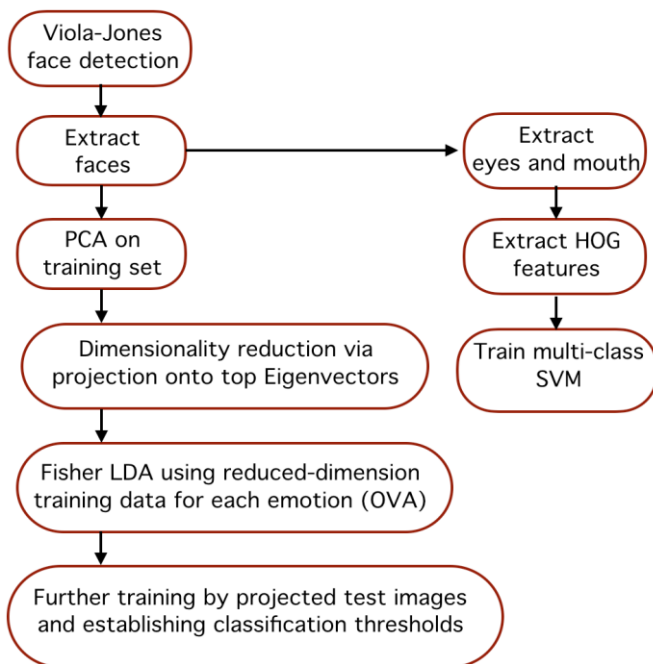 Viola-Jones
face detection
Extract
faces
Extract
eyes and mouth
PCA on
training set
Extract HOG
features
Dimensionality reduction via
projection onto top Eigenvectors
Train multi-class
SVM
Fisher LDA using reduced-dimension
training data for each emotion (OVA)
Further training by projected test images
and establishing classification thresholds